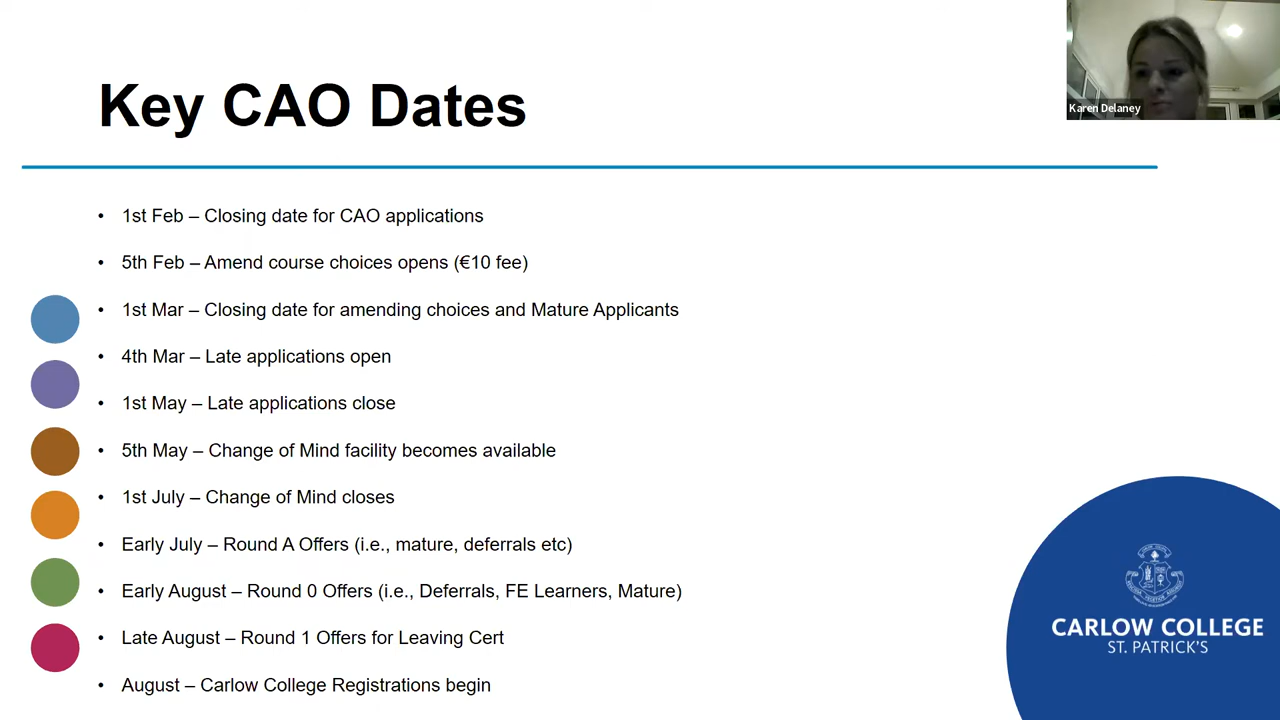 Key CAO Dates
Karen Delaney
• 1st Feb – Closing date for CAO applications
• 5th Feb – Amend course choices opens (€10 fee)
• 1st Mar – Closing date for amending choices and Mature Applicants
• 4th Mar – Late applications open
• 1st May – Late applications close
• 5th May – Change of Mind facility becomes available
• 1st July – Change of Mind closes
• Early July – Round A Offers (i.e., mature, deferrals etc)
• Early August – Round 0 Offers (i.e., Deferrals, FE Learners, Mature)
• Late August – Round 1 Offers for Leaving Cert
• August – Carlow College Registrations begin
CARLOW COLLEGE
ST. PATRICK'S